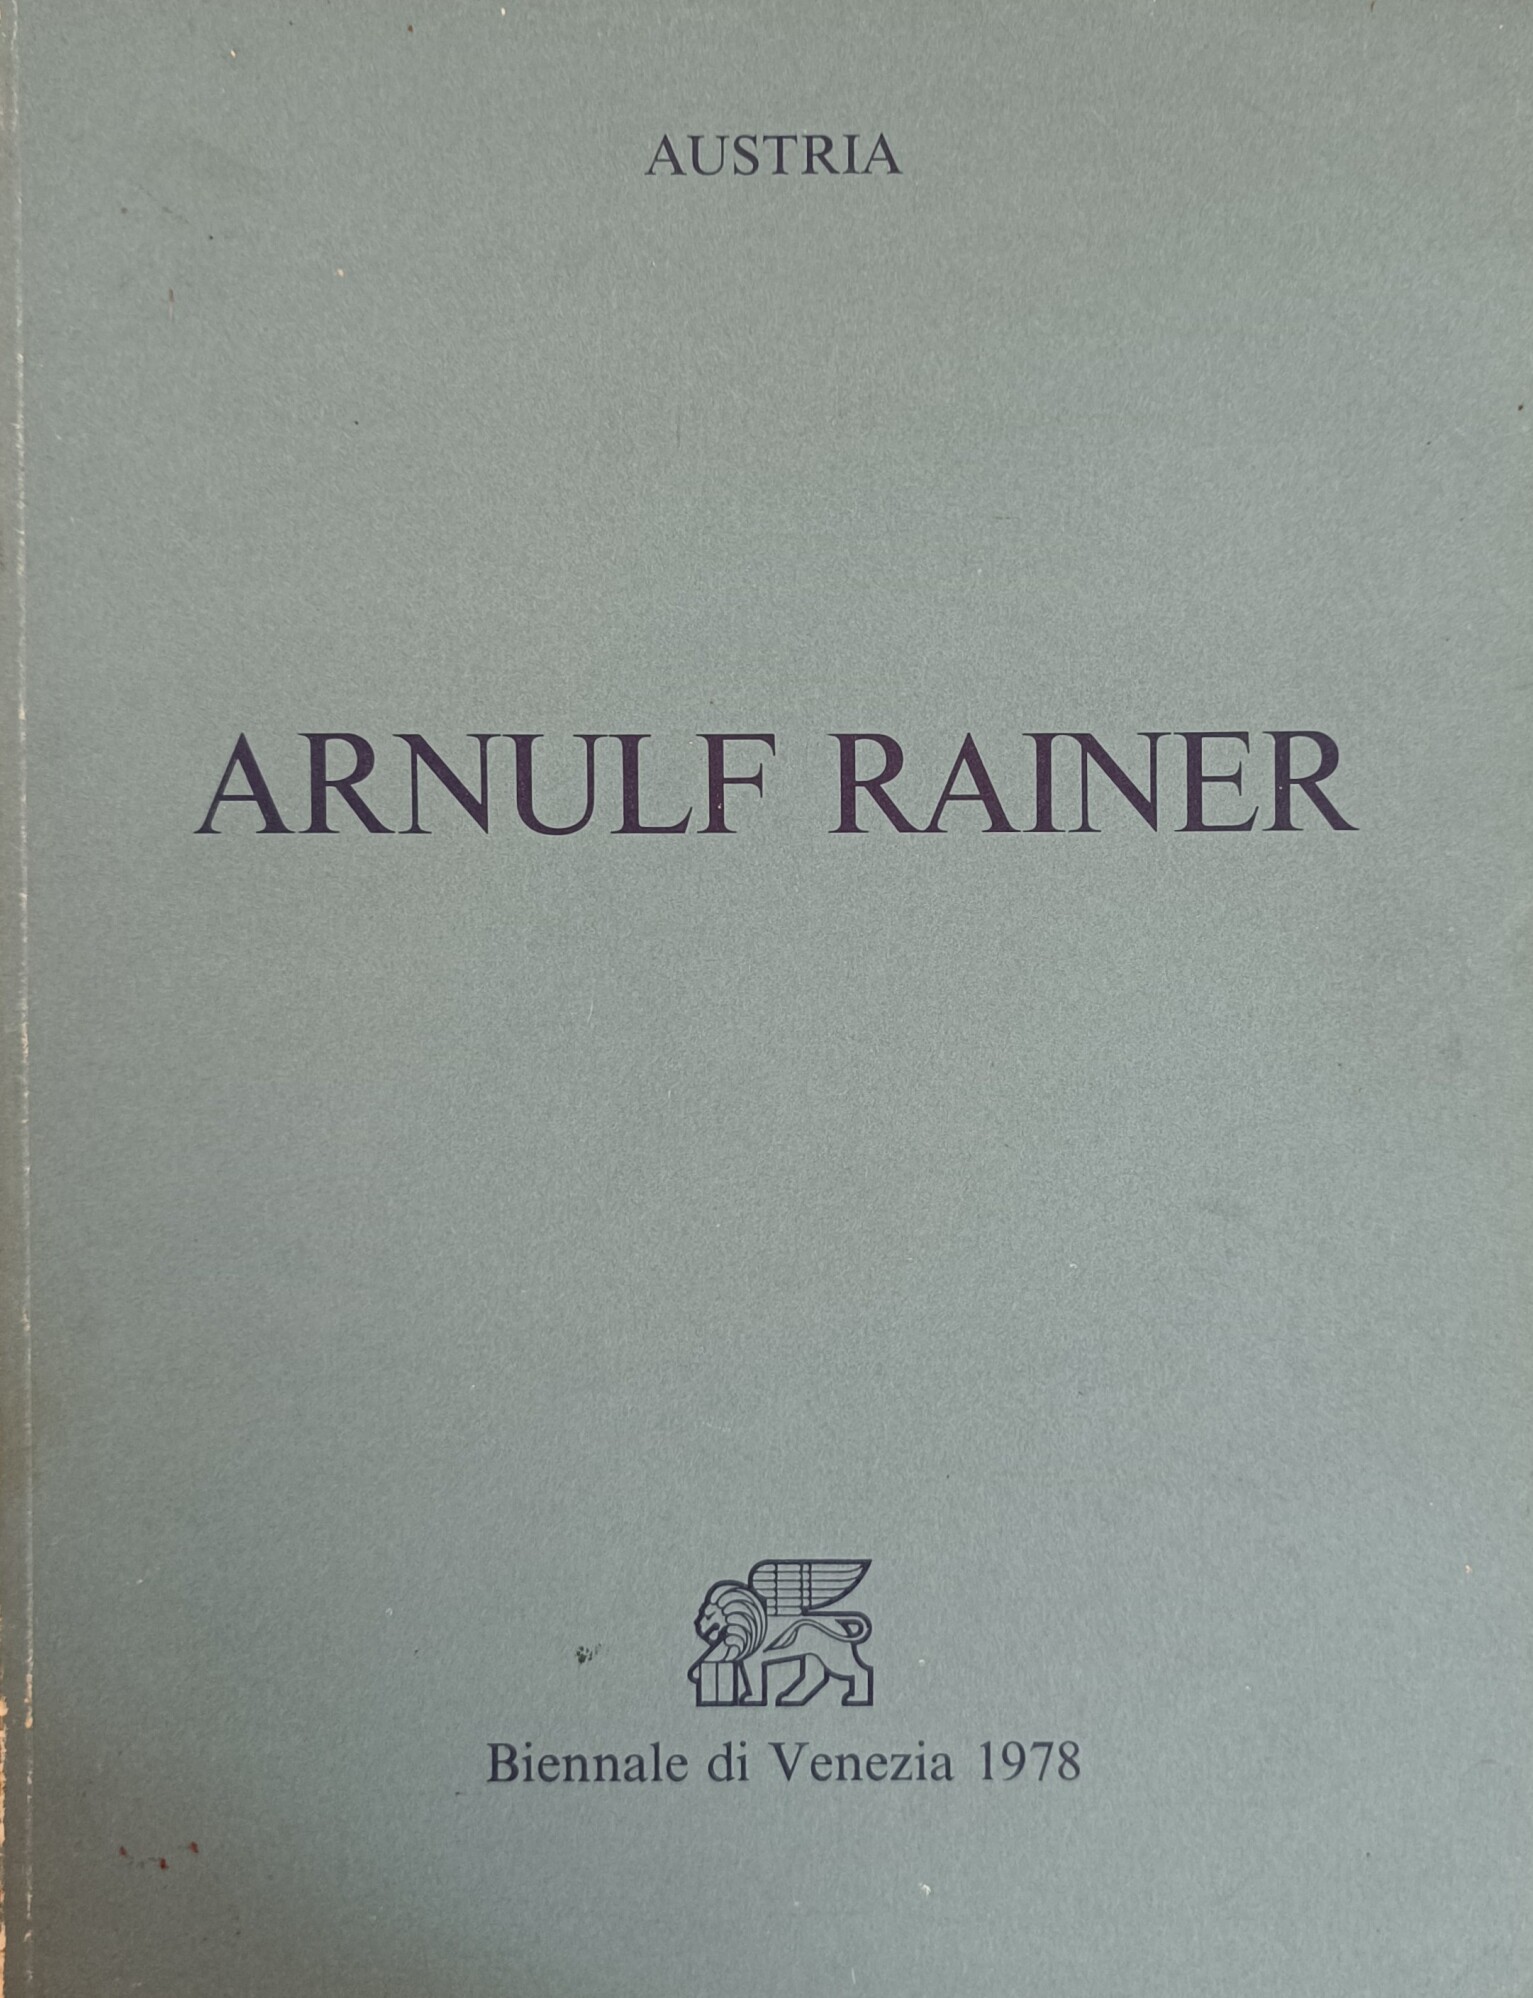 AUSTRIA
ARNULF RAINER
Biennale di Venezia 1978